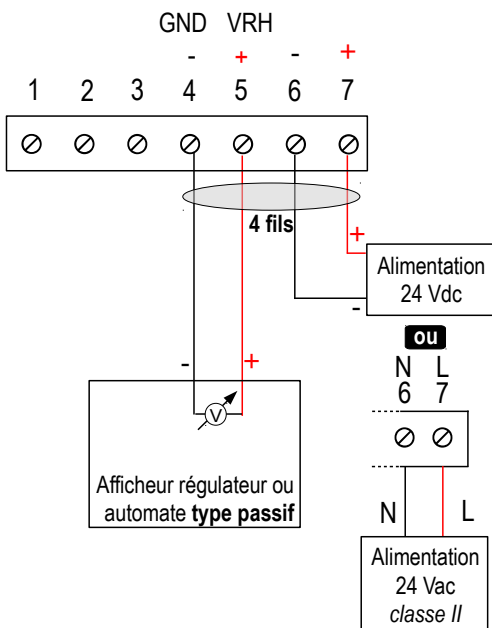 GND VRH
- + - +
1 2 3 4 5 6 7
4 fils
+
-
Alimentation
24 Vdc
ou
N L
6 7
- +
V
Afficheur régulateur ou
automate type passif
N L
Alimentation
24 Vac
classe II